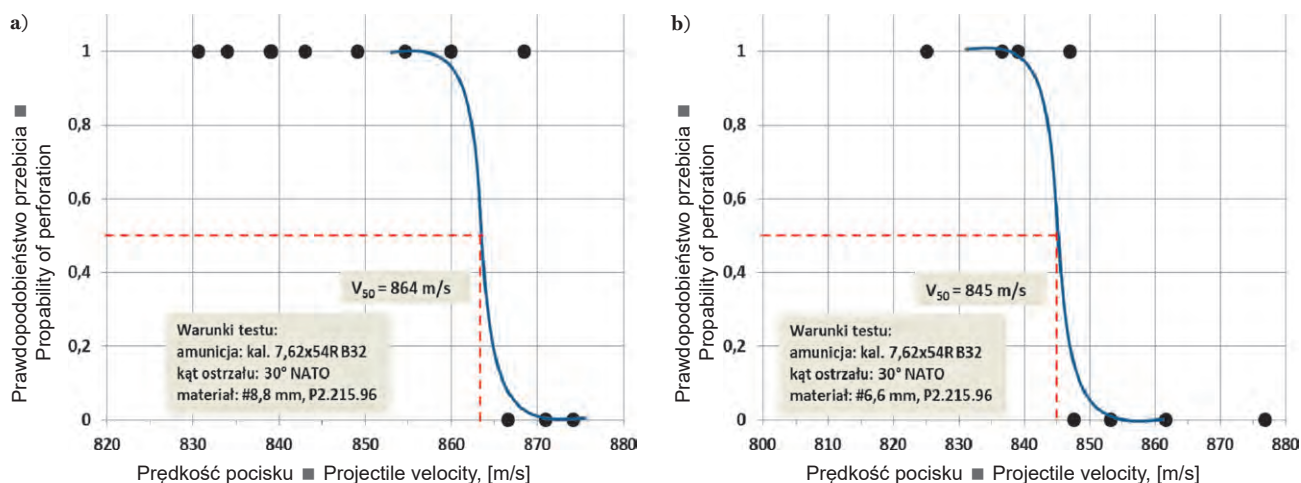 a)
Prawdopodobieństwo przebicia ■
Propability of perforation
1
0,8
0,6
0,4
0,2
0
V50 = 864 m/s
Warunki testu:
amunicja: kal. 7,62x54R B32
kąt ostrzału: 30° NATO
materiał: #8,8 mm, P2.215.96
820 830 840 850 860 870 880
Prędkość pocisku ■ Projectile velocity, [m/s]
b)
Prawdopodobieństwo przebicia ■
Propability of perforation
1
0,8
0,6
0,4
0,2
0
V50 = 845 m/s
Warunki testu:
amunicja: kal. 7,62x54R B32
kąt ostrzału: 30° NATO
materiał: #6,6 mm, P2.215.96
800 820 830 840 860 870 880
Prędkość pocisku ■ Projectile velocity, [m/s]